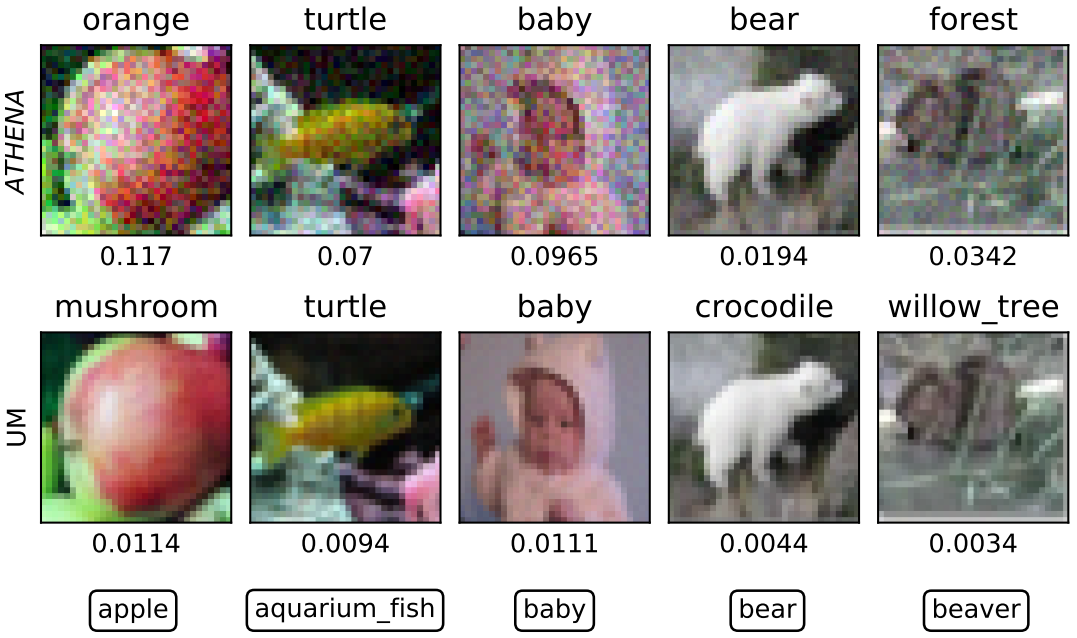 orange turtle baby bear forest
ATHENA
0.117 0.07 0.0965 0.0194 0.0342
mushroom turtle baby crocodile willow_tree
UM
0.0114 0.0094 0.0111 0.0044 0.0034
apple aquarium_fish baby bear beaver